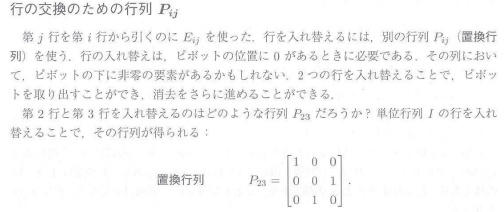 行の交換のための行列 P_{ij}
第 j 行を第 i 行から引くのに E_{ij} を使った．行を入れ替えるには，別の行列 P_{ij}（置換行
列）を使う．行の入れ替えは，ピボットの位置に 0 があるときに必要である．その列におい
て，ピボットの下に非零の要素があるかもしれない．2 つの行を入れ替えることで，ピボッ
トを取り出すことができ，消去をさらに進めることができる．
第 2 行と第 3 行を入れ替えるのはどのような行列 P_{23} だろうか？単位行列 I の行を入れ
替えることで，その行列が得られる：
1 0 0
置換行列 P_{23} = 0 0 1 .
0 1 0